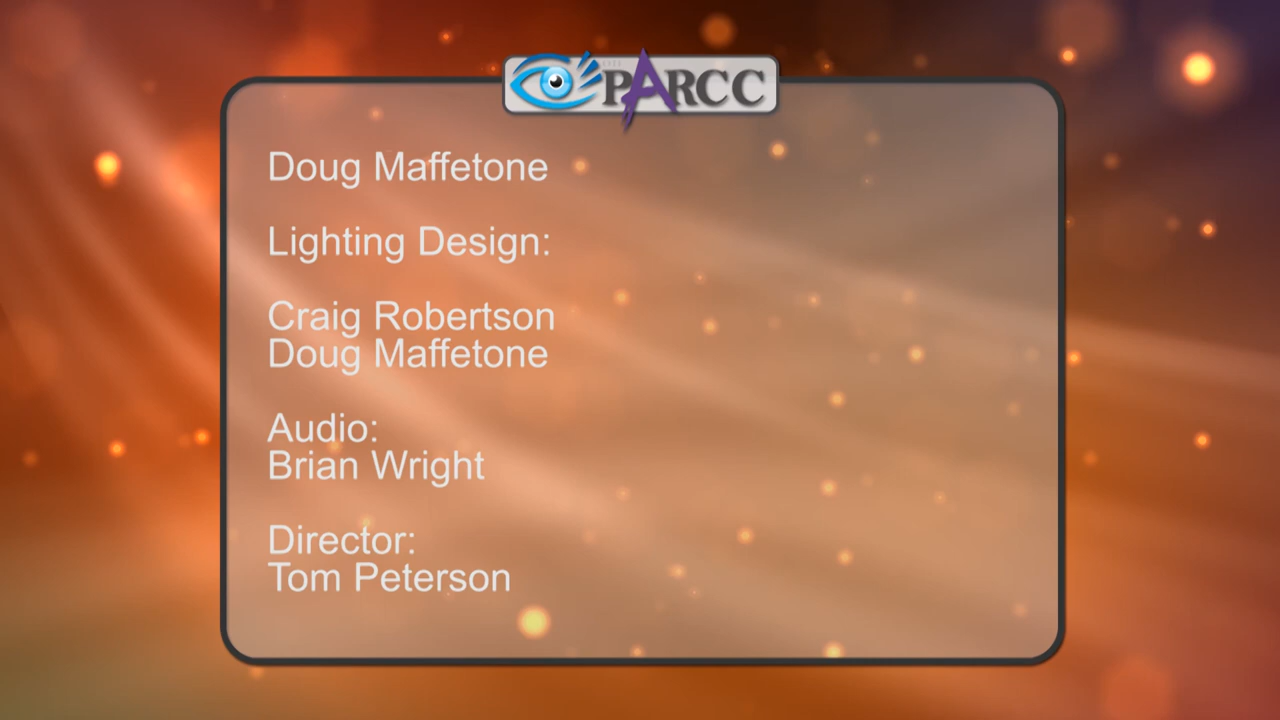 PARCC
Doug Maffetone
Lighting Design:
Craig Robertson
Doug Maffetone
Audio:
Brian Wright
Director:
Tom Peterson